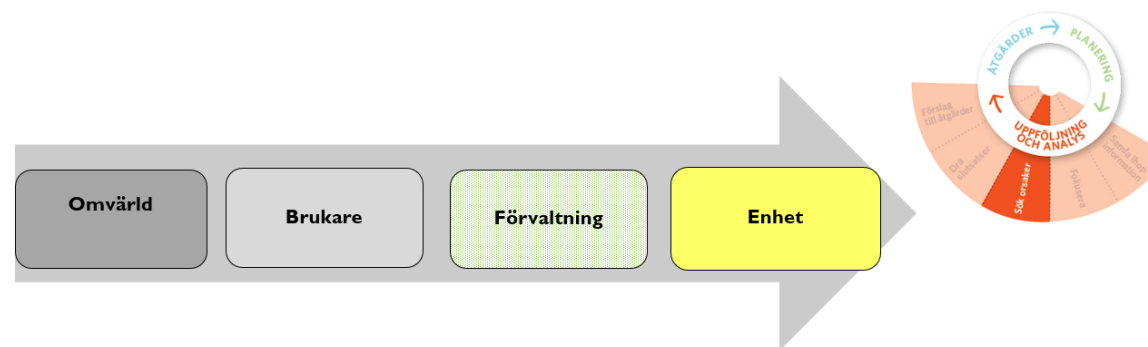 Omvärld
Brukare
Förvaltning
Enhet
ÅTGÄRDER
PLANERING
UPPFÖLJNING
OCH ANALYS
Förslag
till åtgärder
Dra
slutsatser
Sök orsaker
Fokusera
Samla ihop
information